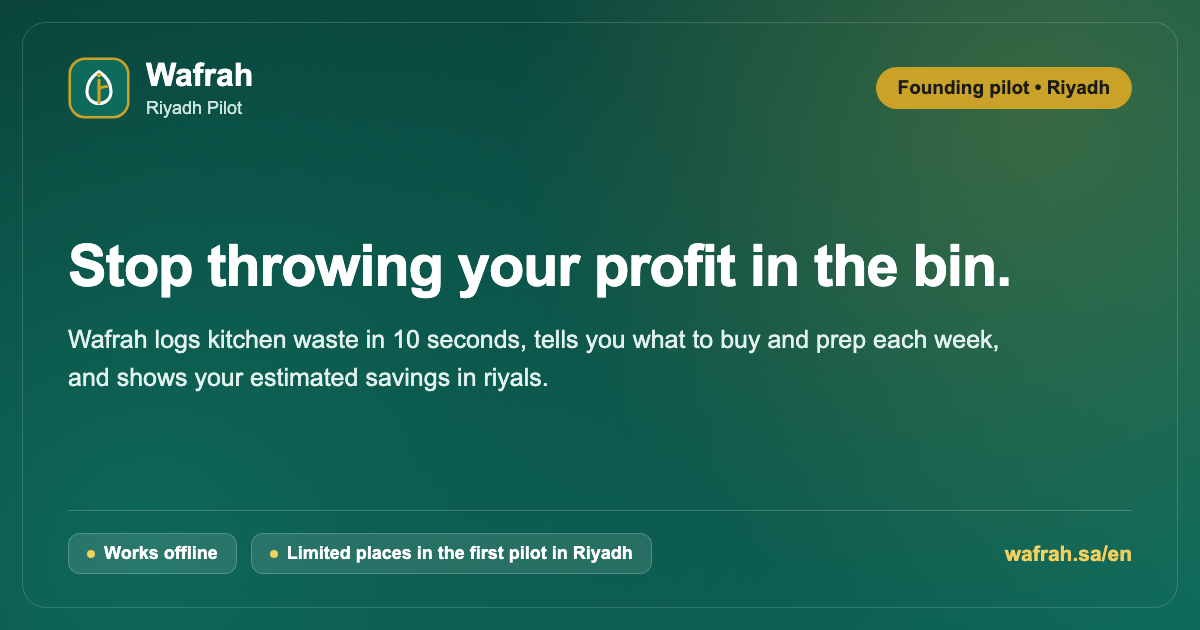 Wafrah
Riyadh Pilot
Founding pilot • Riyadh
Stop throwing your profit in the bin.
Wafrah logs kitchen waste in 10 seconds, tells you what to buy and prep each week,
and shows your estimated savings in riyals.
Works offline
Limited places in the first pilot in Riyadh
wafrah.sa/en